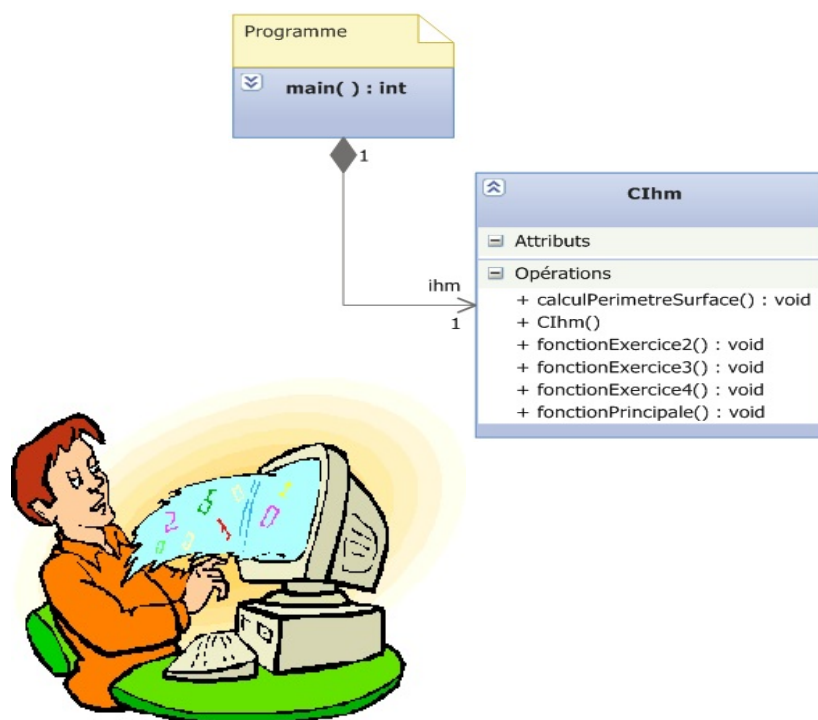 Programme
main( ) : int
1
CIhm
Attributs
Opérations
+ calculPerimetreSurface() : void
+ CIhm()
+ fonctionExercice2() : void
+ fonctionExercice3() : void
+ fonctionExercice4() : void
+ fonctionPrincipale() : void
ihm
1